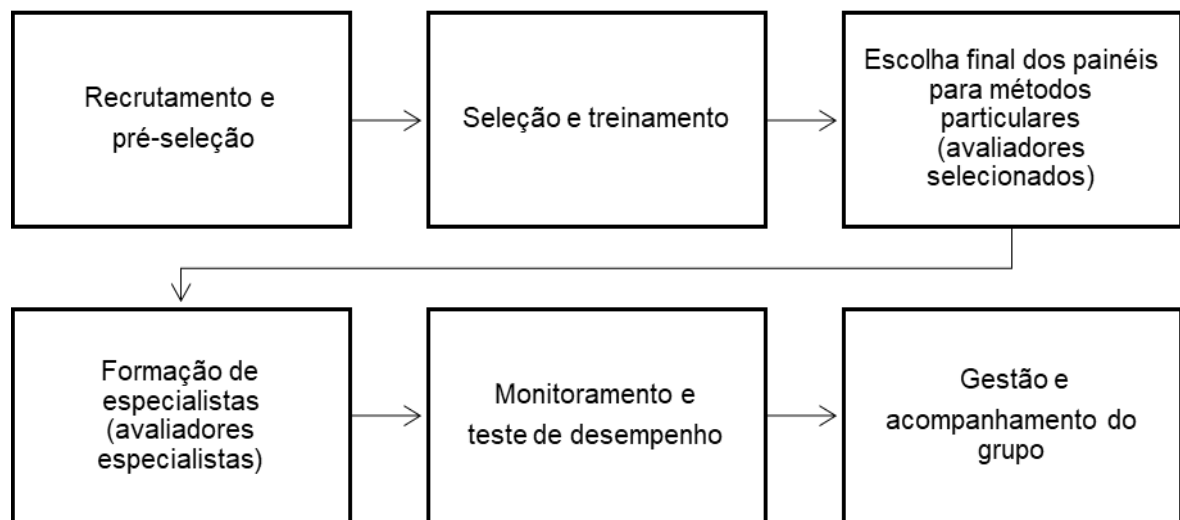 Recrutamento e
pré-seleção
Seleção e treinamento
Escolha final dos painéis
para métodos
particulares
(avaliadores
selecionados)
Formação de
especialistas
(avaliadores
especialistas)
Monitoramento e
teste de desempenho
Gestão e
acompanhamento do
grupo